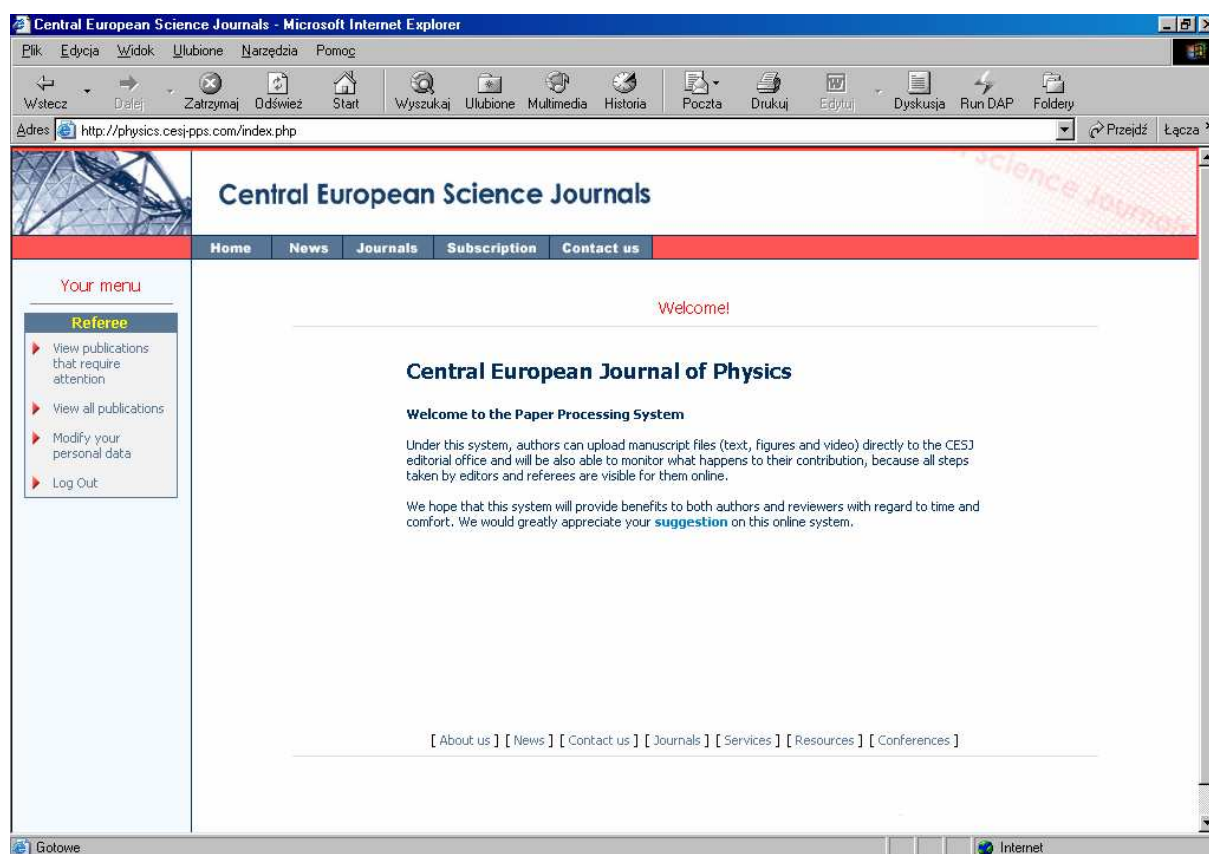 Central European Science Journals - Microsoft Internet Explorer
Plik Edycja Widok Ulubione Narzędzia Pomoc
Wstecz Dalej Zatrzymaj Odśwież Start Wyszukaj Ulubione Multimedia Historia Poczta Drukuj Edytuj Dyskusja Run DAP Foldery
Adres http://physics.cesj-pps.com/index.php Przejdź Łącza
Central European Science Journals
Science Journals
Home News Journals Subscription Contact us
Your menu
Referee
View publications
that require
attention
View all publications
Modify your
personal data
Log Out
Welcome!
Central European Journal of Physics
Welcome to the Paper Processing System
Under this system, authors can upload manuscript files (text, figures and video) directly to the CESJ
editorial office and will be also able to monitor what happens to their contribution, because all steps
taken by editors and referees are visible for them online.
We hope that this system will provide benefits to both authors and reviewers with regard to time and
comfort. We would greatly appreciate your suggestion on this online system.
[ About us ] [ News ] [ Contact us ] [ Journals ] [ Services ] [ Resources ] [ Conferences ]
Gotowe Internet